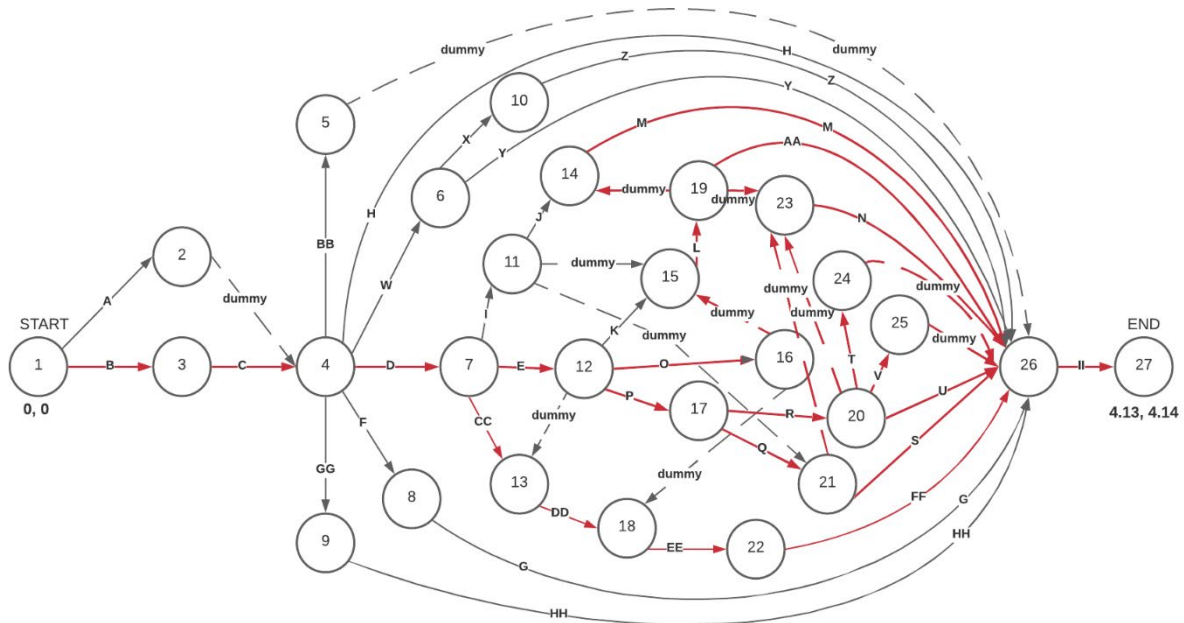 dummy
dummy
H
Z
Z
10
Y
5
X
Y
M
M
AA
14
dummy
19
dummy
23
6
J
N
H
BB
W
2
11
dummy
15
L
24
dummy
A
dummy
I
dummy
dummy
dummy
25
dummy
START
K
dummy
END
1
B
3
C
4
D
7
E
12
O
16
T
V
26
II
27
0, 0
P
17
R
20
U
4.13, 4.14
F
CC
dummy
Q
S
GG
dummy
13
21
8
DD
18
FF
G
9
EE
22
HH
G
HH